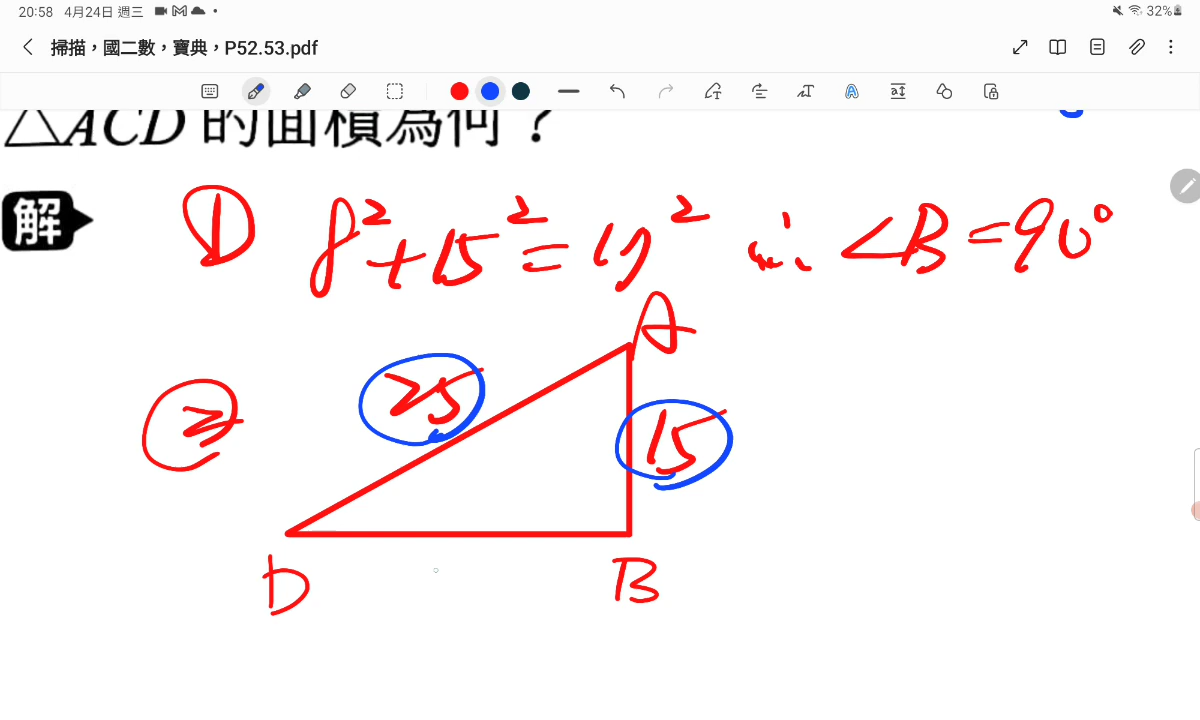 20:58 4月24日 週三 32%
掃描，國二數，寶典，P52.53.pdf
△ACD 的面積為何？
解 ① 8²+15²=17² ∴ ∠B=90°
A
② 25
15
D B